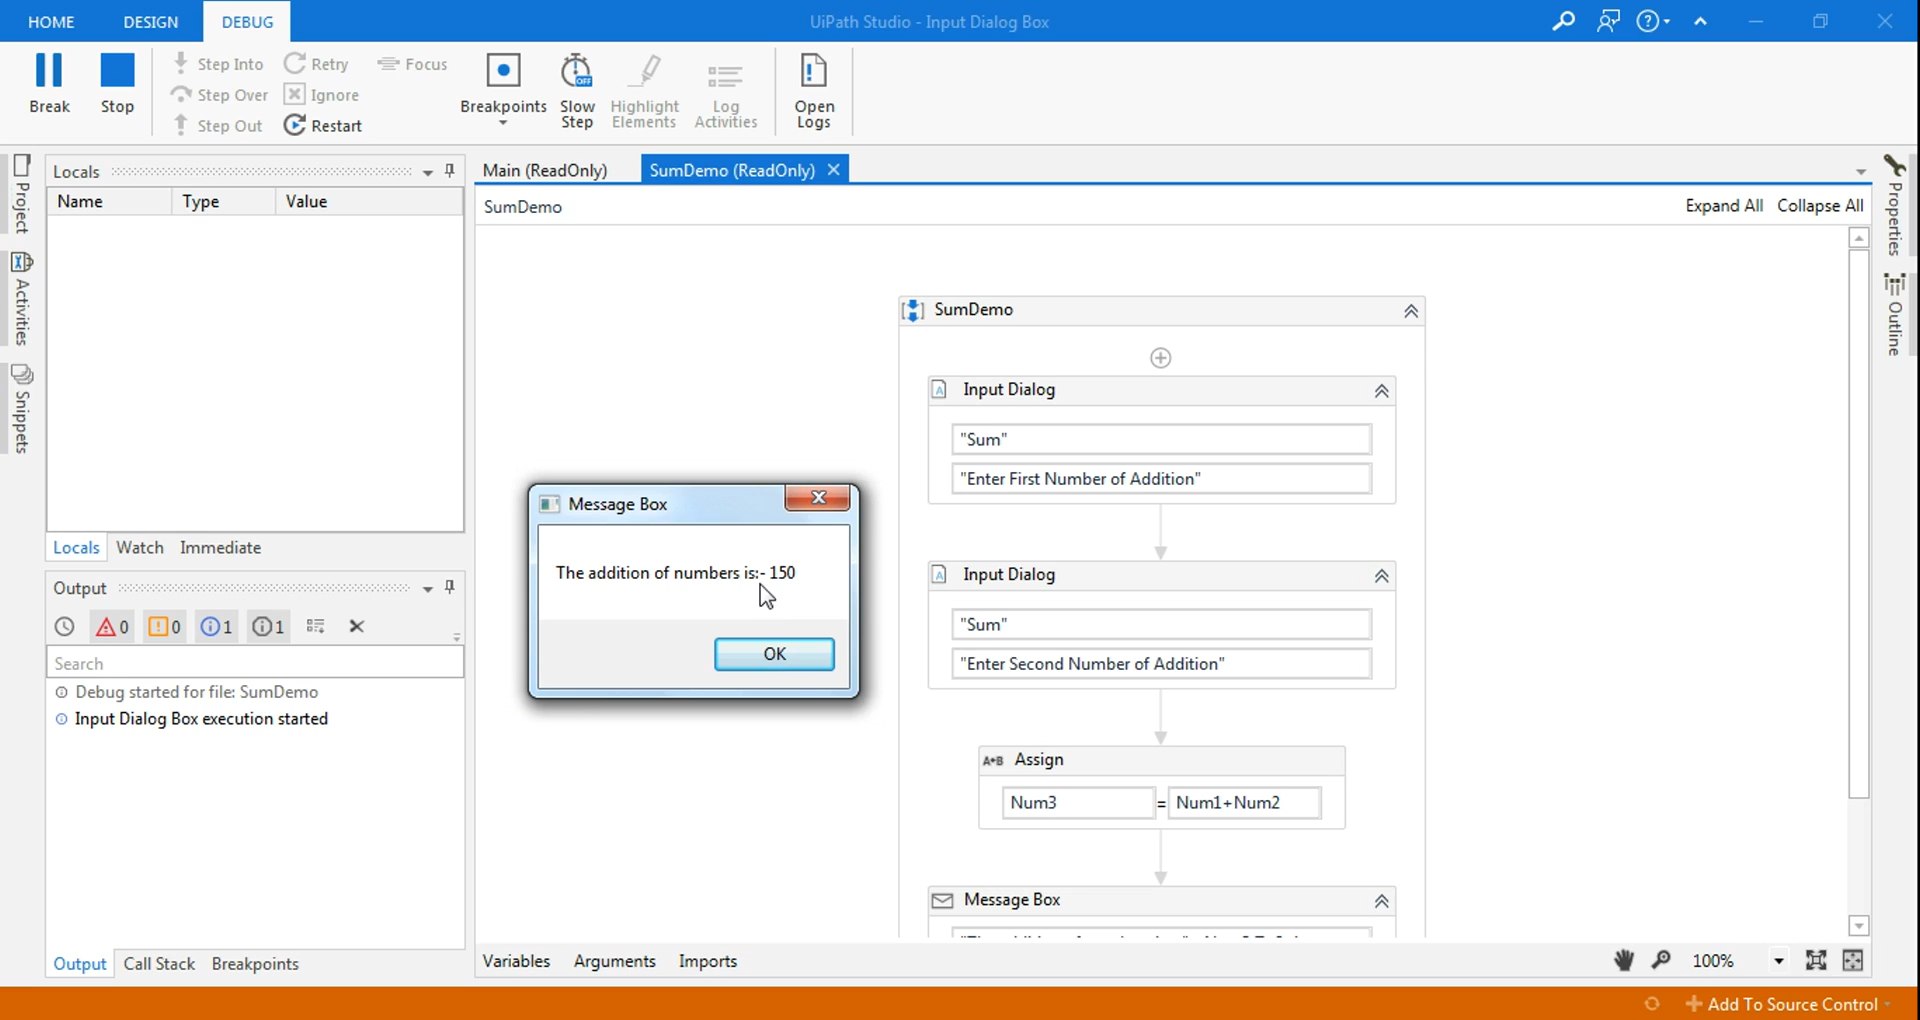 HOME DESIGN DEBUG UiPath Studio - Input Dialog Box
Break Stop Step Into Step Over Step Out Retry Ignore Restart Focus Breakpoints Slow Step OFF Highlight Elements Log Activities Open Logs
Project
Activities
Snippets
Locals
Name Type Value
Locals Watch Immediate
Output
0 0 1 1
Search
Debug started for file: SumDemo
Input Dialog Box execution started
Output Call Stack Breakpoints
Main (ReadOnly) SumDemo (ReadOnly)
SumDemo Expand All Collapse All
SumDemo
Input Dialog
"Sum"
"Enter First Number of Addition"
Input Dialog
"Sum"
"Enter Second Number of Addition"
A+B Assign
Num3 = Num1+Num2
Message Box
Message Box
The addition of numbers is:- 150
OK
Variables Arguments Imports 100%
Properties
Outline
Add To Source Control